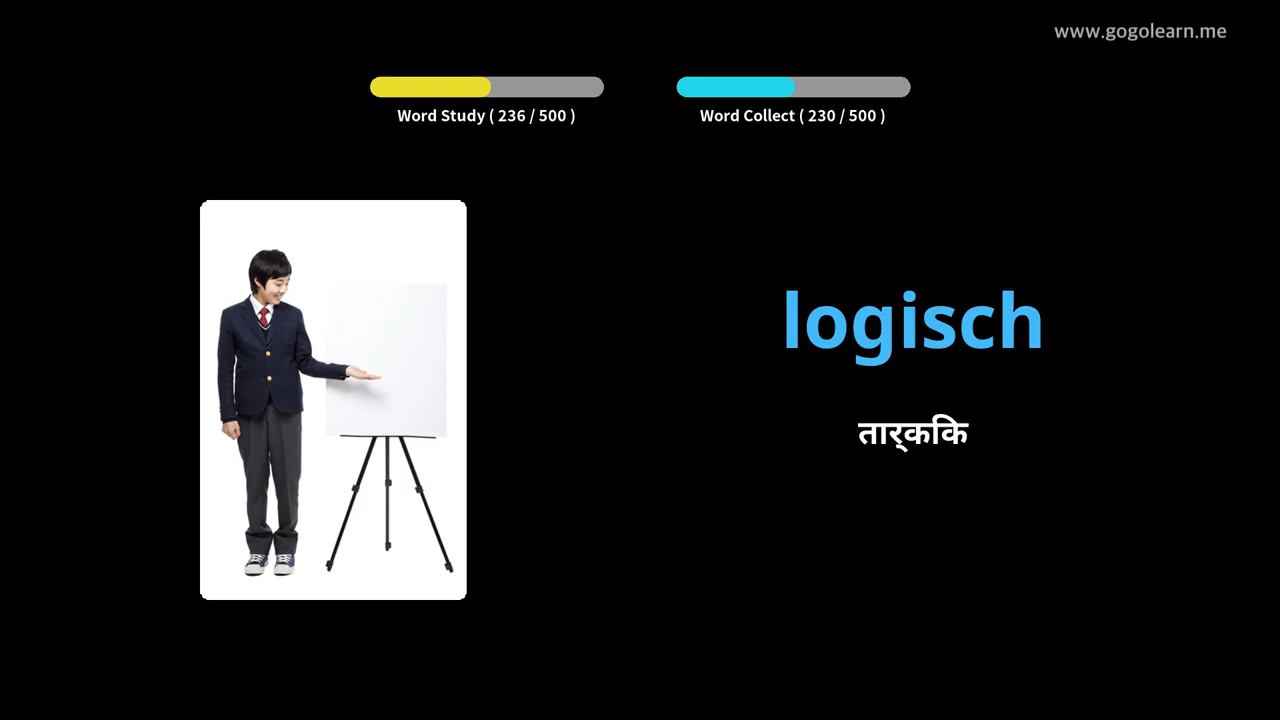 www.gogolearn.me
Word Study ( 236 / 500 )
Word Collect ( 230 / 500 )
logisch
तार्‌ककि